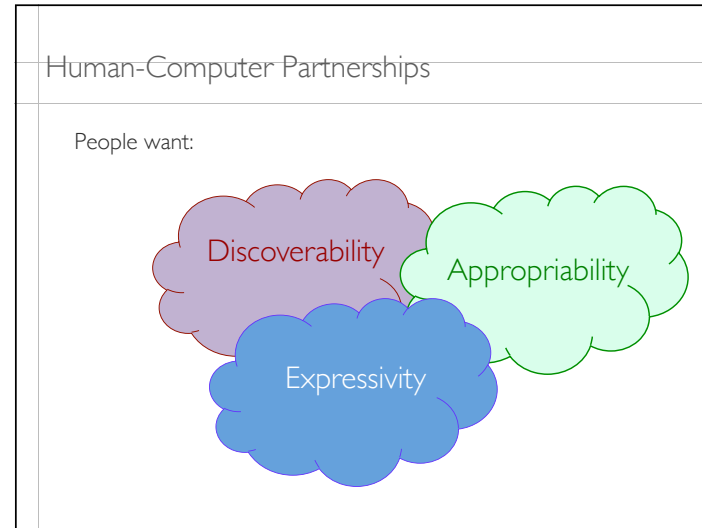 Human-Computer Partnerships
People want:
Discoverability
Appropriability
Expressivity